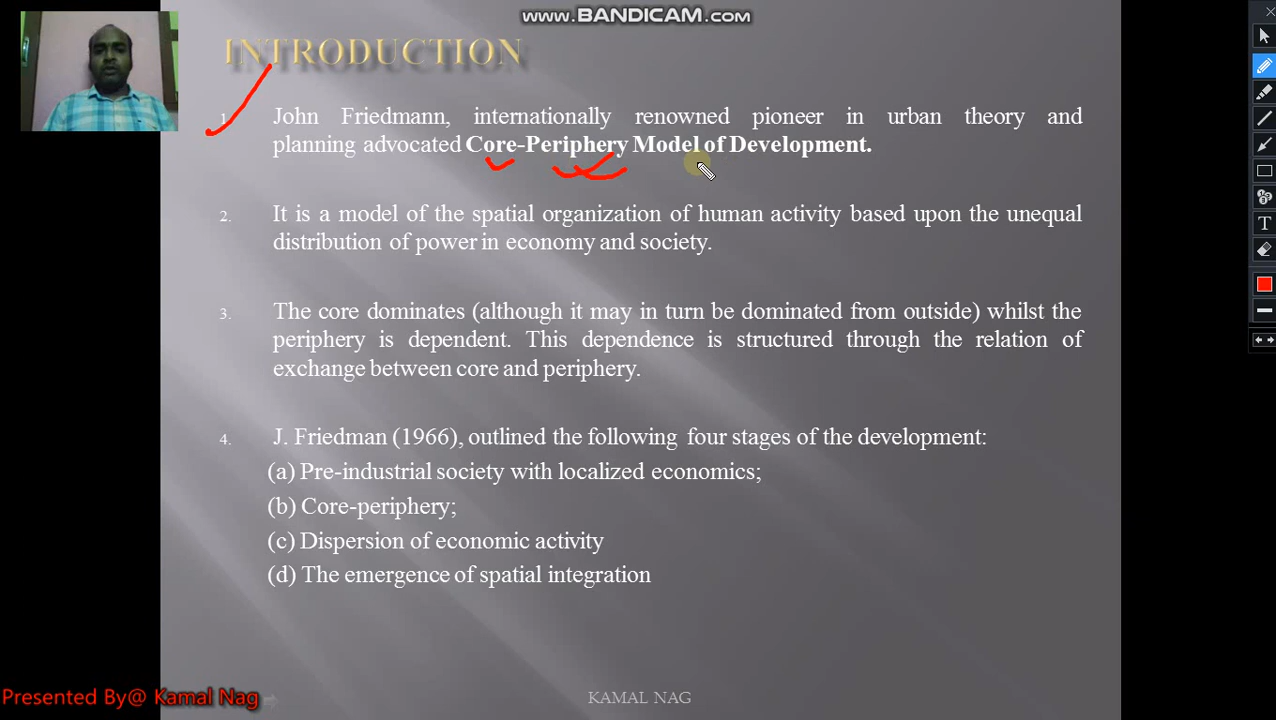 www.BANDICAM.com
INTRODUCTION
1. John Friedmann, internationally renowned pioneer in urban theory and
planning advocated Core-Periphery Model of Development.
2. It is a model of the spatial organization of human activity based upon the unequal
distribution of power in economy and society.
3. The core dominates (although it may in turn be dominated from outside) whilst the
periphery is dependent. This dependence is structured through the relation of
exchange between core and periphery.
4. J. Friedman (1966), outlined the following four stages of the development:
(a) Pre-industrial society with localized economics;
(b) Core-periphery;
(c) Dispersion of economic activity
(d) The emergence of spatial integration
Presented By@ Kamal Nag
KAMAL NAG